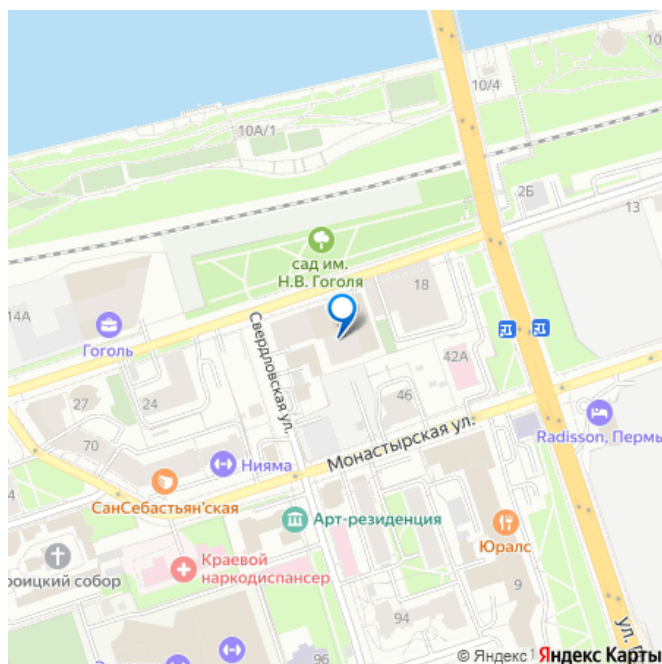 10
10/4
10А/1
2Б
13
сад им.
Н.В. Гоголя
18
14А
Гоголь
Свердловская ул.
42А
27
24
46
Radisson, Пермь
70
Нияма
Монастырская ул.
СанСебастьян'ская
4
Арт-резиденция
Юралс
роицкий собор
Краевой
наркодиспансер
9
94
96
ул.
© Яндекс Яндекс Карты